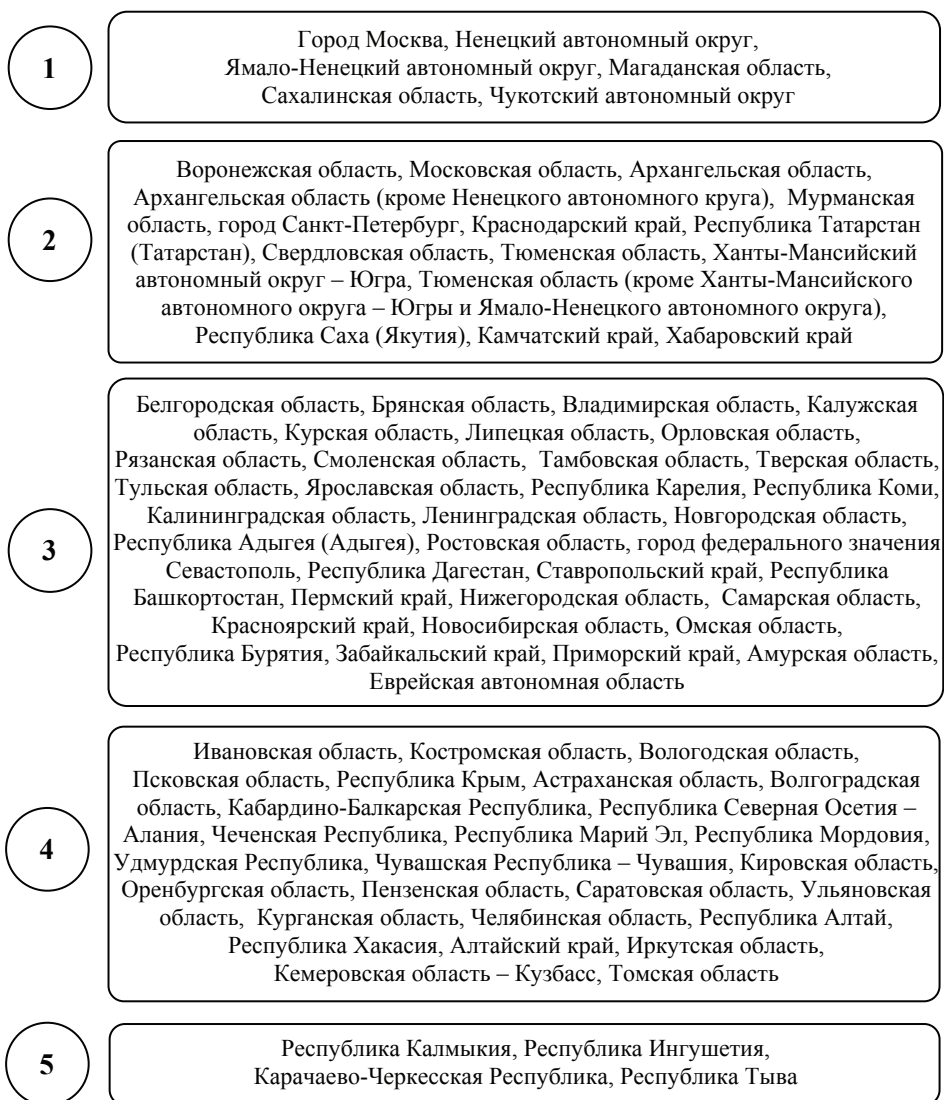 1
Город Москва, Ненецкий автономный округ,
Ямало-Ненецкий автономный округ, Магаданская область,
Сахалинская область, Чукотский автономный округ
2
Воронежская область, Московская область, Архангельская область,
Архангельская область (кроме Ненецкого автономного круга), Мурманская
область, город Санкт-Петербург, Краснодарский край, Республика Татарстан
(Татарстан), Свердловская область, Тюменская область, Ханты-Мансийский
автономный округ – Югра, Тюменская область (кроме Ханты-Мансийского
автономного округа – Югры и Ямало-Ненецкого автономного округа),
Республика Саха (Якутия), Камчатский край, Хабаровский край
3
Белгородская область, Брянская область, Владимирская область, Калужская
область, Курская область, Липецкая область, Орловская область,
Рязанская область, Смоленская область, Тамбовская область, Тверская область,
Тульская область, Ярославская область, Республика Карелия, Республика Коми,
Калининградская область, Ленинградская область, Новгородская область,
Республика Адыгея (Адыгея), Ростовская область, город федерального значения
Севастополь, Республика Дагестан, Ставропольский край, Республика
Башкортостан, Пермский край, Нижегородская область, Самарская область,
Красноярский край, Новосибирская область, Омская область,
Республика Бурятия, Забайкальский край, Приморский край, Амурская область,
Еврейская автономная область
4
Ивановская область, Костромская область, Вологодская область,
Псковская область, Республика Крым, Астраханская область, Волгоградская
область, Кабардино-Балкарская Республика, Республика Северная Осетия –
Алания, Чеченская Республика, Республика Марий Эл, Республика Мордовия,
Удмурдская Республика, Чувашская Республика – Чувашия, Кировская область,
Оренбургская область, Пензенская область, Саратовская область, Ульяновская
область, Курганская область, Челябинская область, Республика Алтай,
Республика Хакасия, Алтайский край, Иркутская область,
Кемеровская область – Кузбасс, Томская область
5
Республика Калмыкия, Республика Ингушетия,
Карачаево-Черкесская Республика, Республика Тыва